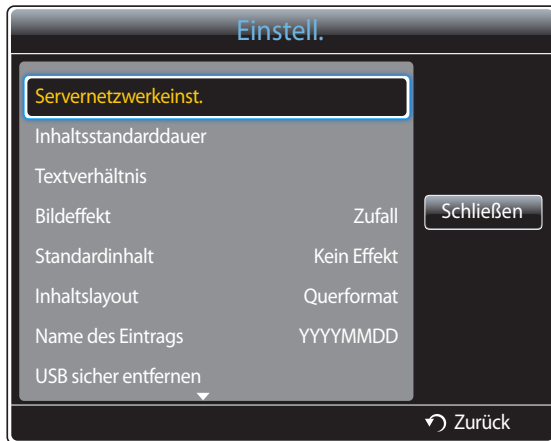 Einstell.
Servernetzwerkeinst.
Inhaltsstandarddauer
Textverhältnis
Bildeffekt Zufall
Schließen
Standardinhalt Kein Effekt
Inhaltslayout Querformat
Name des Eintrags YYYYMMDD
USB sicher entfernen
Zurück